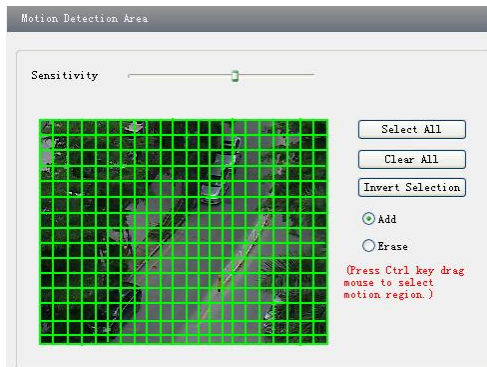 Motion Detection Area
Sensitivity
Select All
Clear All
Invert Selection
Add
Erase
(Press Ctrl key drag
mouse to select
motion region.)